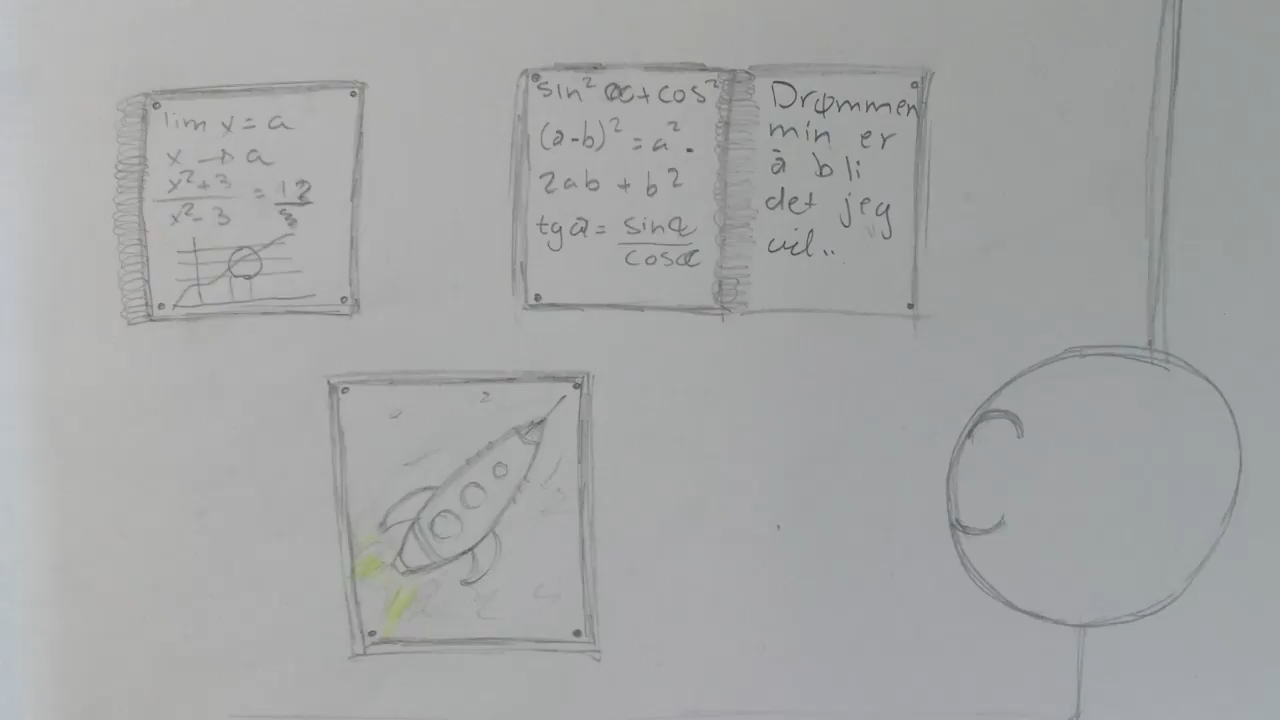 lim x = a
x → a
x²+3 / x²-3 = 12
sin² α + cos²
(a-b)² = a² -
2ab + b²
tg α = sin α / cos α
Drømmen
min er
å bli
det jeg
vil..